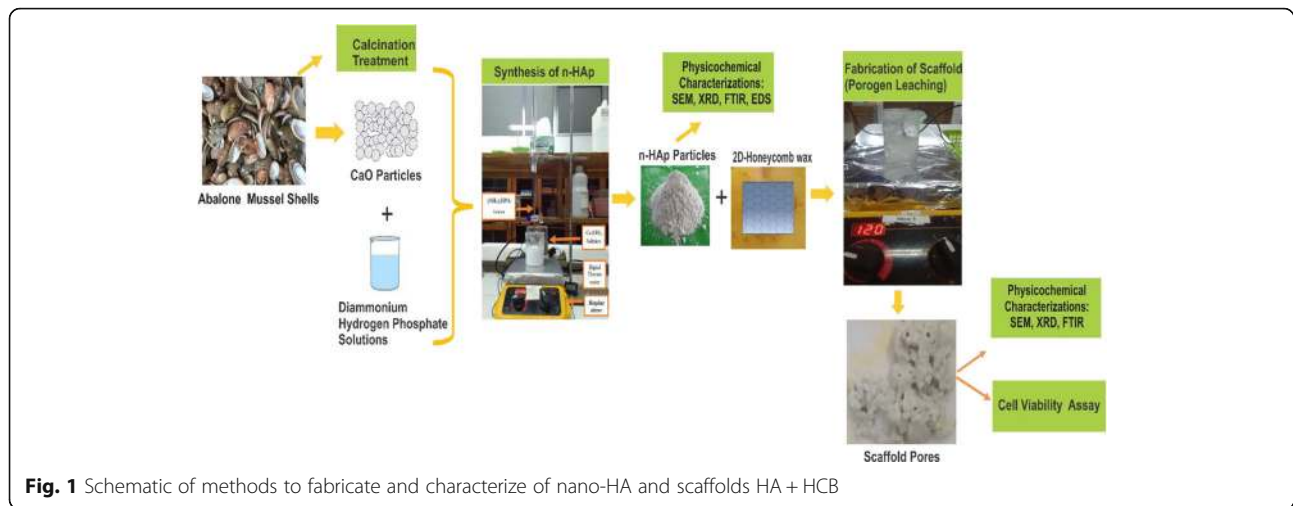 Calcination
Treatment
Abalone Mussel Shells
CaO Particles
+
Diammonium
Hydrogen Phosphate
Solutions
Synthesis of n-HAp
Physicochemical
Characterizations:
SEM, XRD, FTIR, EDS
n-HAp Particles
+
2D-Honeycomb wax
Fabrication of Scaffold
(Porogen Leaching)
120
Scaffold Pores
Physicochemical
Characterizations:
SEM, XRD, FTIR
Cell Viability Assay
Fig. 1 Schematic of methods to fabricate and characterize of nano-HA and scaffolds HA + HCB